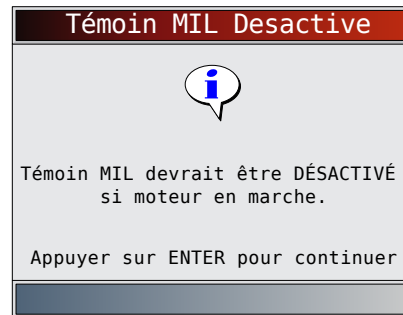 Témoin MIL Desactive
Témoin MIL devrait être DÉSACTIVÉ
si moteur en marche.
Appuyer sur ENTER pour continuer